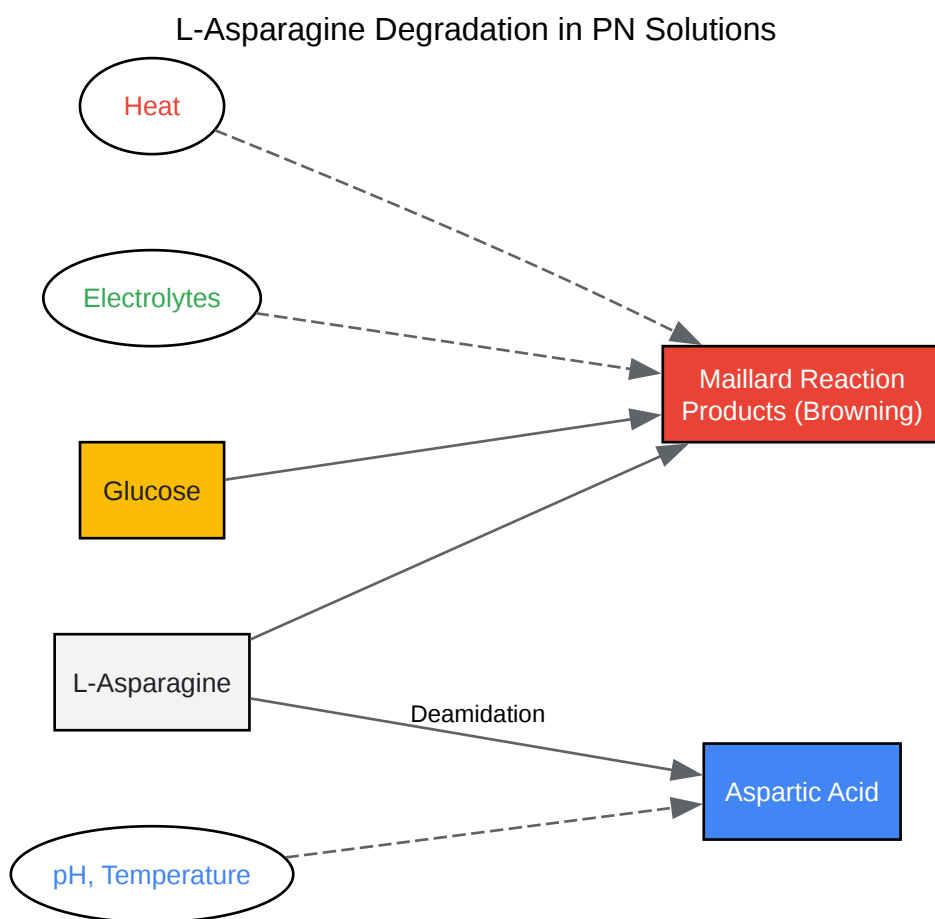 L-Asparagine Degradation in PN Solutions
Heat
Electrolytes
Maillard Reaction
Products (Browning)
Glucose
L-Asparagine
Deamidation
Aspartic Acid
pH, Temperature